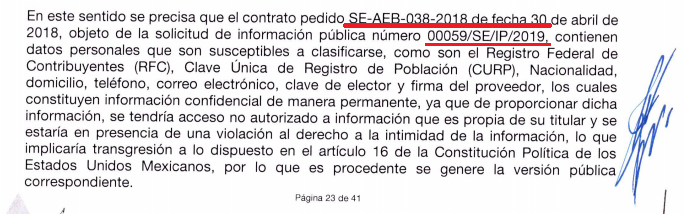 En este sentido se precisa que el contrato pedido SE-AEB-038-2018 de fecha 30 de abril de
2018, objeto de la solicitud de información pública número 00059/SE/IP/2019, contienen
datos personales que son susceptibles a clasificarse, como son el Registro Federal de
Contribuyentes (RFC), Clave Única de Registro de Población (CURP), Nacionalidad,
domicilio, teléfono, correo electrónico, clave de elector y firma del proveedor, los cuales
constituyen información confidencial de manera permanente, ya que de proporcionar dicha
información, se tendría acceso no autorizado a información que es propia de su titular y se
estaría en presencia de una violación al derecho a la intimidad de la información, lo que
implicaría transgresión a lo dispuesto en el artículo 16 de la Constitución Política de los
Estados Unidos Mexicanos, por lo que es procedente se genere la versión pública
correspondiente.
Página 23 de 41